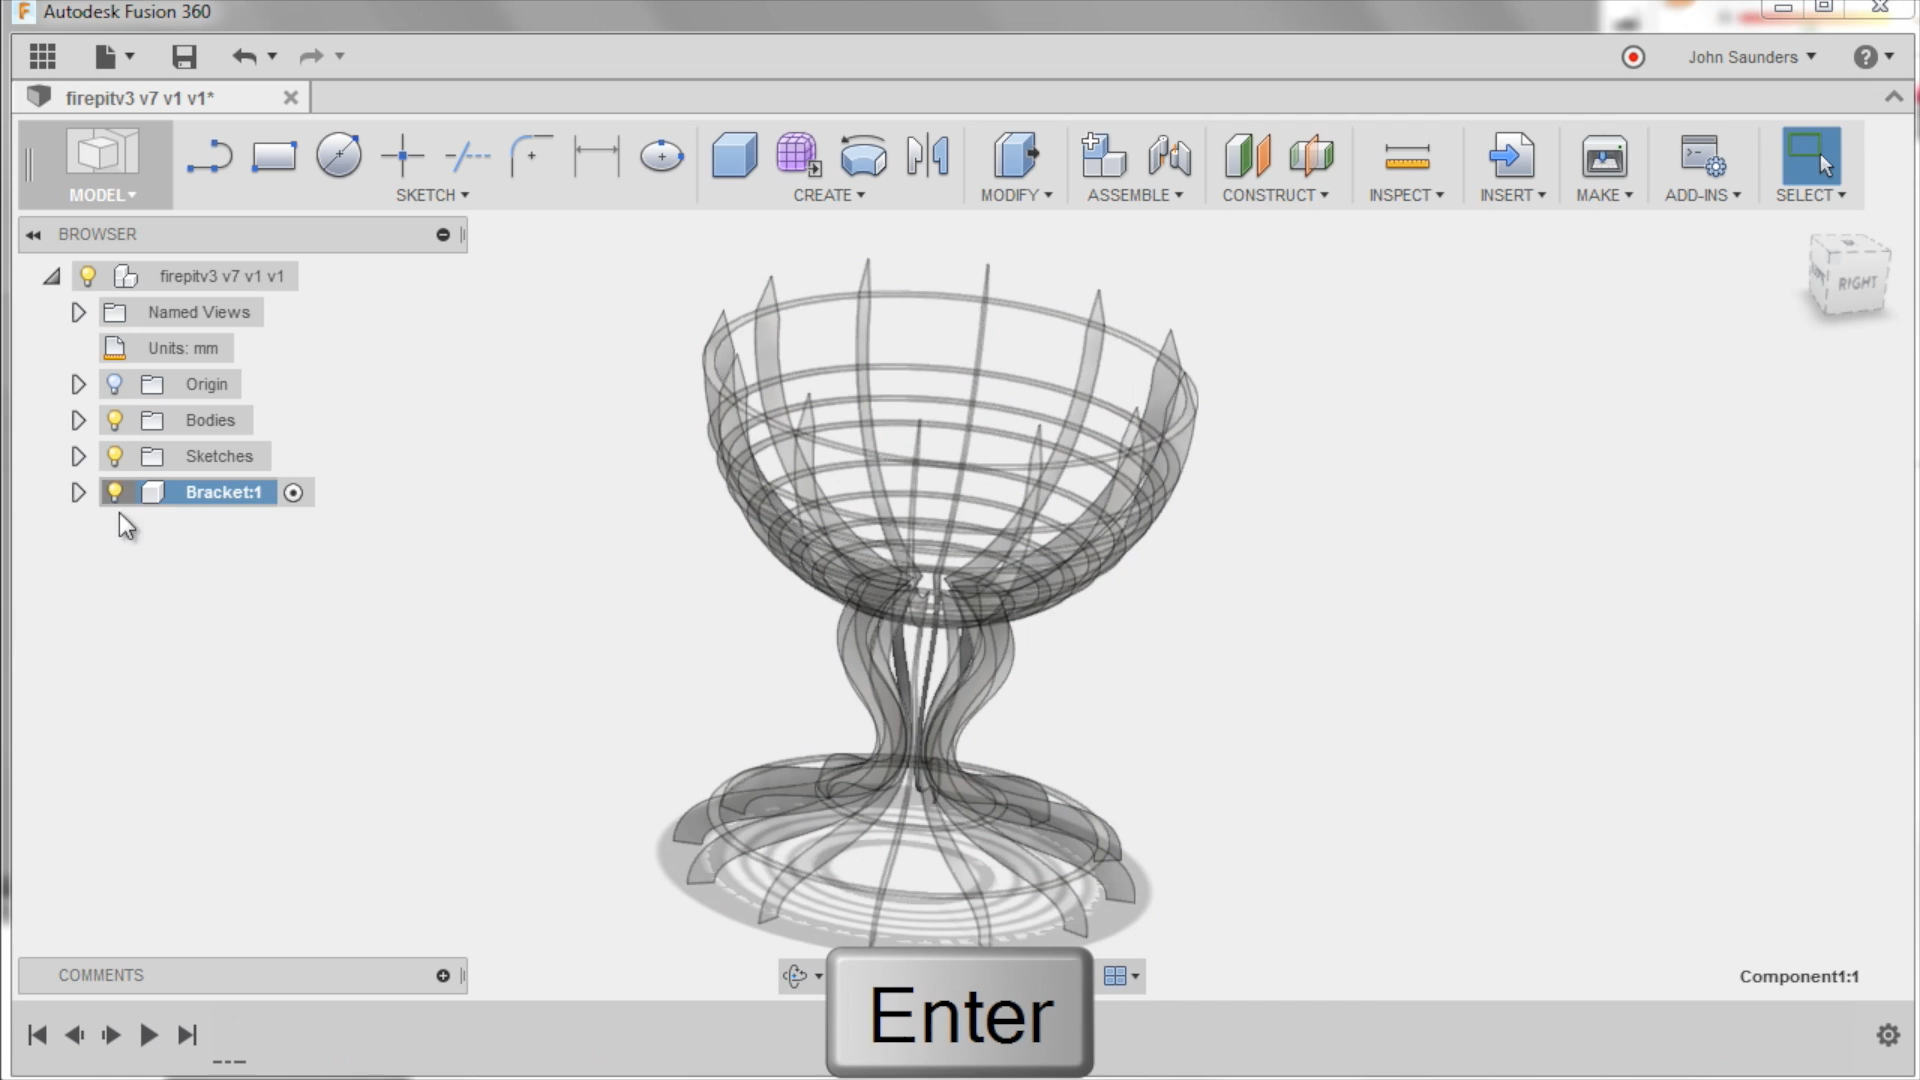 Autodesk Fusion 360
John Saunders
firepitv3 v7 v1 v1*
MODEL SKETCH CREATE MODIFY ASSEMBLE CONSTRUCT INSPECT INSERT MAKE ADD-INS SELECT
BROWSER
firepitv3 v7 v1 v1
Named Views
Units: mm
Origin
Bodies
Sketches
Bracket:1
RIGHT
COMMENTS
Component1:1
Enter